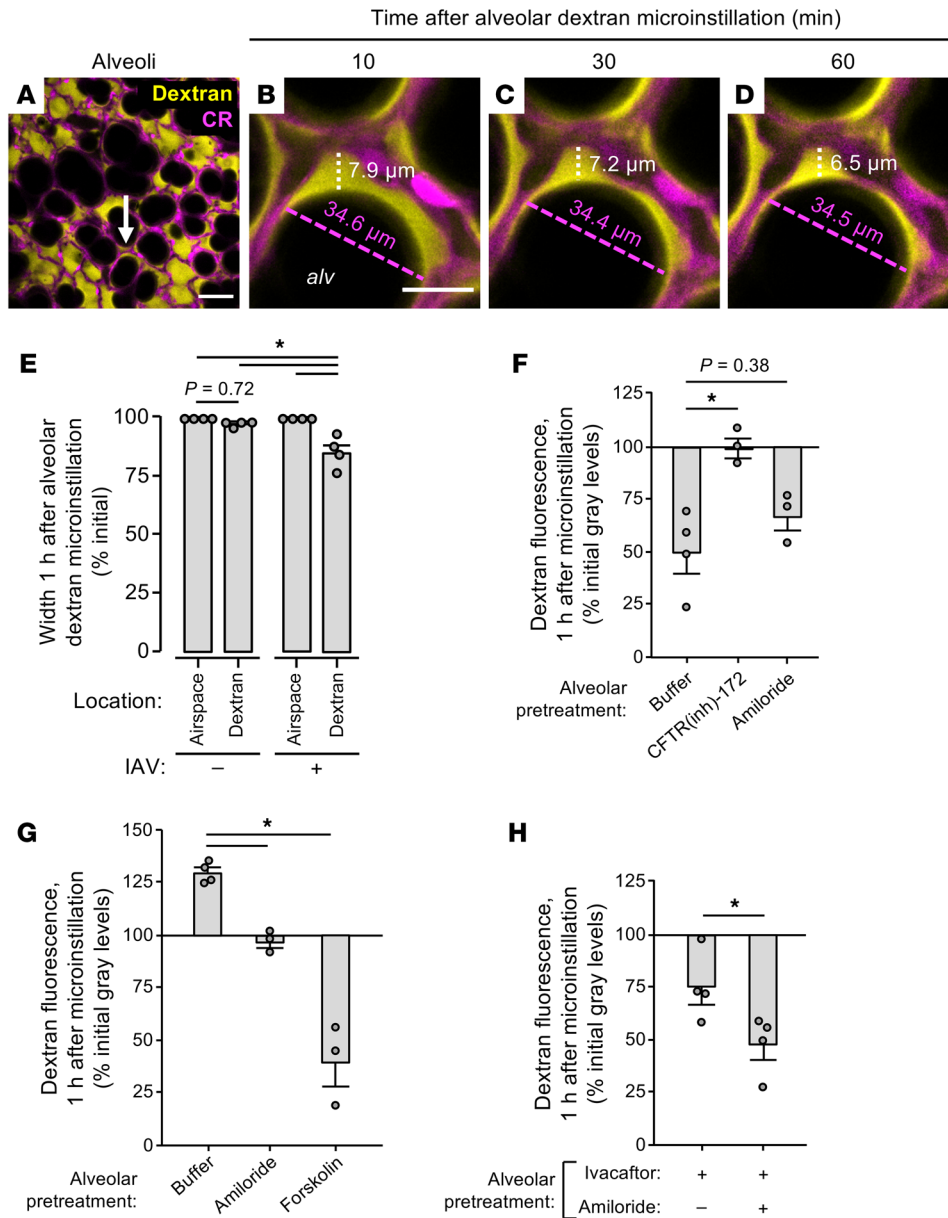 Time after alveolar dextran microinstillation (min)
Alveoli
10
30
60
A
Dextran
CR
B
7.9 µm
34.6 µm
alv
C
7.2 µm
34.4 µm
D
6.5 µm
34.5 µm
E
*
P = 0.72
Width 1 h after alveolar
dextran microinstillation
(% initial)
100
75
50
25
0
Location:
Airspace
Dextran
Airspace
Dextran
IAV:
–
+
F
P = 0.38
*
Dextran fluorescence,
1 h after microinstillation
(% initial gray levels)
125
100
75
50
25
0
Alveolar
pretreatment:
Buffer
CFTR(inh)-172
Amiloride
G
*
Dextran fluorescence,
1 h after microinstillation
(% initial gray levels)
150
125
100
75
50
25
0
Alveolar
pretreatment:
Buffer
Amiloride
Forskolin
H
*
Dextran fluorescence,
1 h after microinstillation
(% initial gray levels)
125
100
75
50
25
0
Alveolar
pretreatment:
Ivacaftor: + +
Amiloride: – +